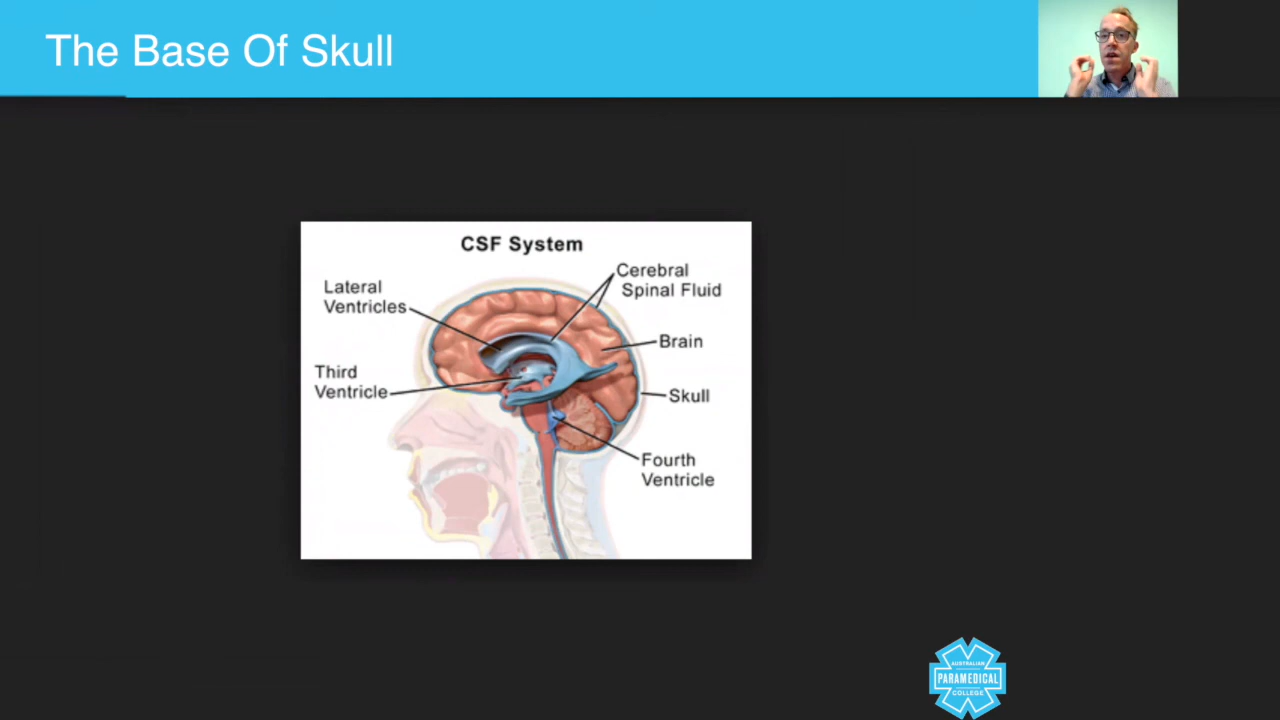 The Base Of Skull
CSF System
Lateral
Ventricles
Cerebral
Spinal Fluid
Brain
Third
Ventricle
Skull
Fourth
Ventricle
AUSTRALIAN
PARAMEDICAL
COLLEGE